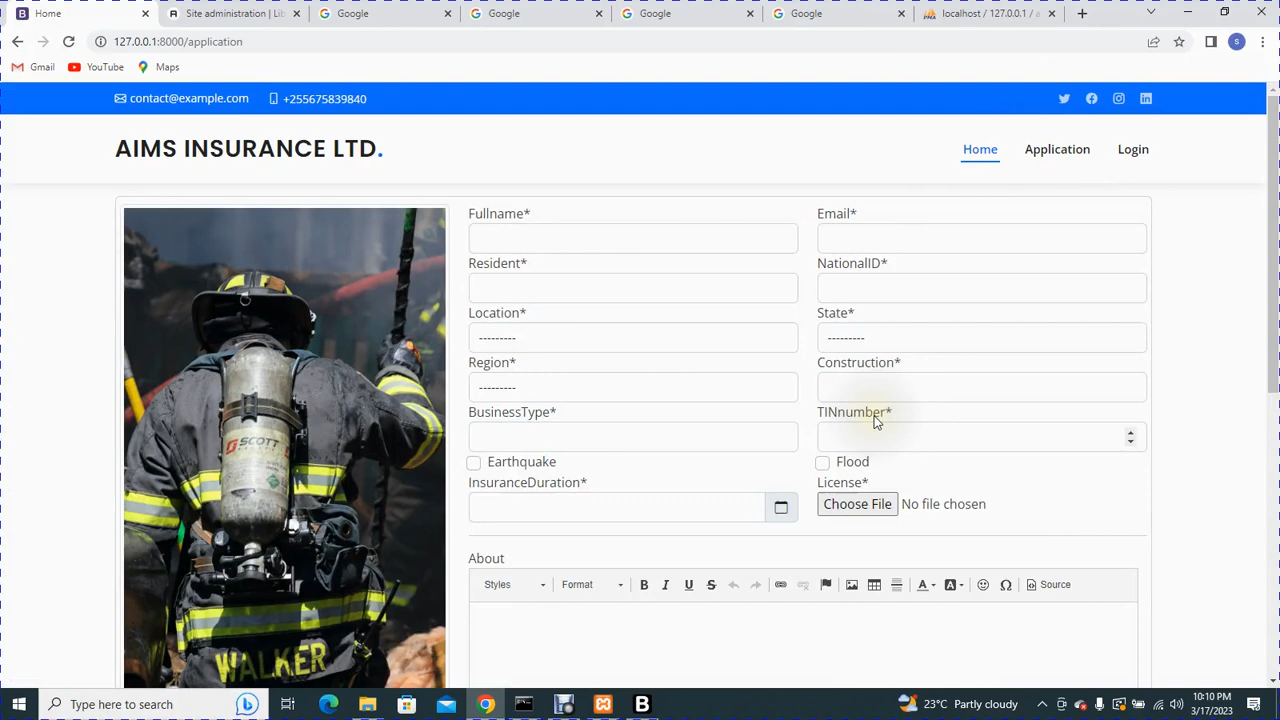 Home
Site administration | Lib
Google
Google
Google
Google
localhost / 127.0.0.1 / a
127.0.0.1:8000/application
S
Gmail
YouTube
Maps
contact@example.com +255675839840
AIMS INSURANCE LTD.
Home Application Login
Fullname* Email*
Resident* NationalID*
Location* State*
--------- ---------
Region* Construction*
---------
BusinessType* TINnumber*
Earthquake Flood
InsuranceDuration* License*
Choose File No file chosen
About
Styles Format B I U S A A Source
SCOTT
WALKER
Type here to search
23°C Partly cloudy
10:10 PM
3/17/2023